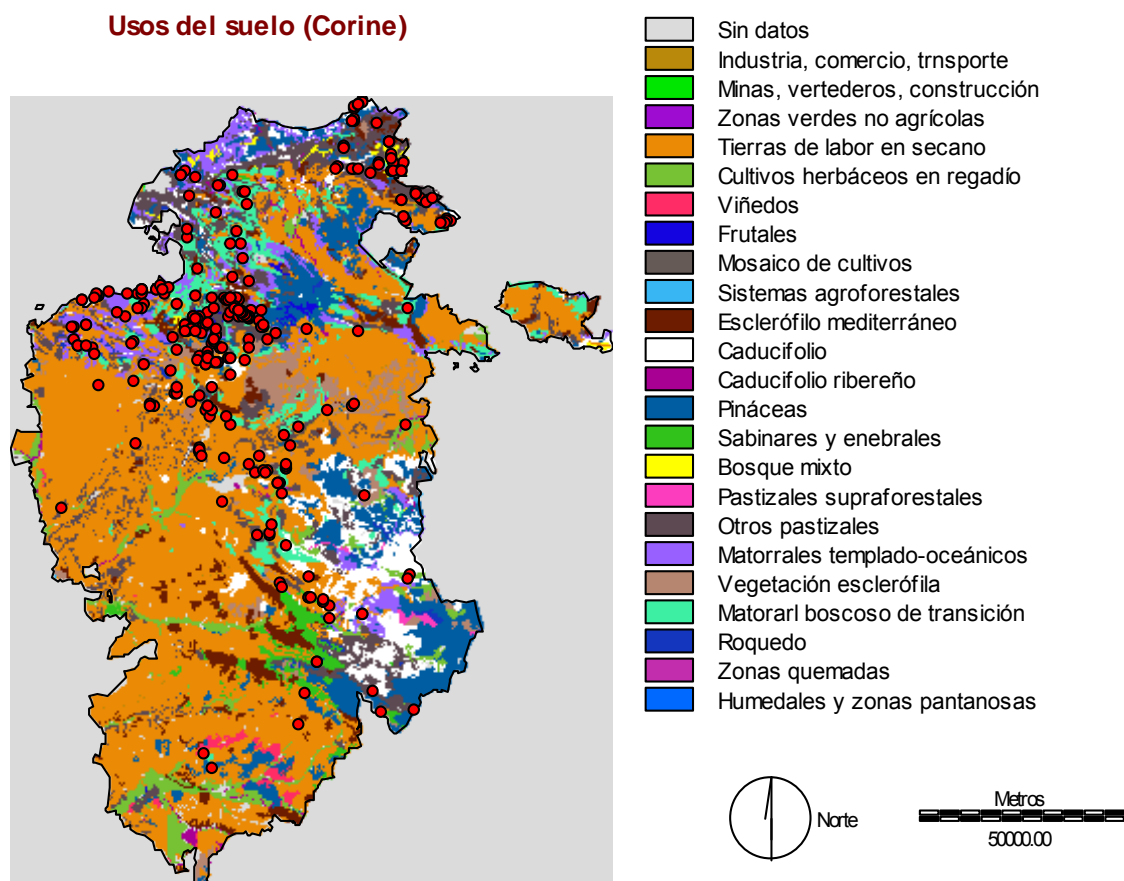 Usos del suelo (Corine)
Sin datos
Industria, comercio, trnsporte
Minas, vertederos, construcción
Zonas verdes no agrícolas
Tierras de labor en secano
Cultivos herbáceos en regadío
Viñedos
Frutales
Mosaico de cultivos
Sistemas agroforestales
Esclerófilo mediterráneo
Caducifolio
Caducifolio ribereño
Pináceas
Sabinares y enebrales
Bosque mixto
Pastizales supraforestales
Otros pastizales
Matorrales templado-oceánicos
Vegetación esclerófila
Matorarl boscoso de transición
Roquedo
Zonas quemadas
Humedales y zonas pantanosas
Norte
Metros
50000.00